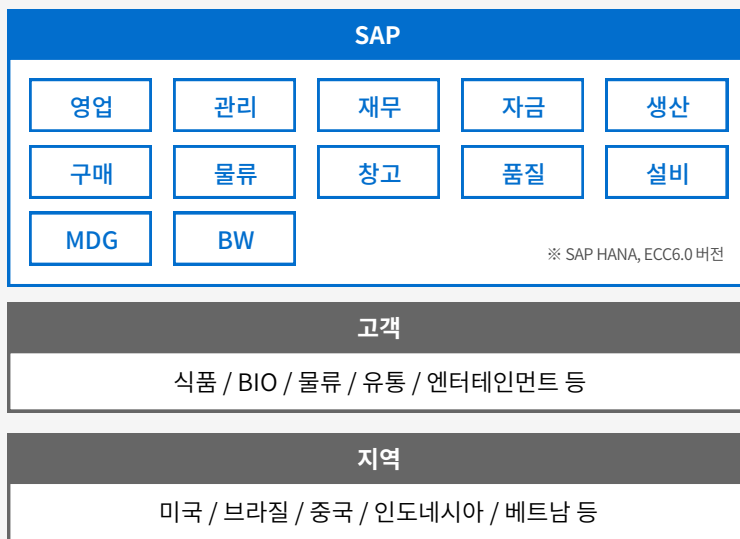 SAP
영업 관리 재무 자금 생산
구매 물류 창고 품질 설비
MDG BW
※ SAP HANA, ECC6.0 버전
고객
식품 / BIO / 물류 / 유통 / 엔터테인먼트 등
지역
미국 / 브라질 / 중국 / 인도네시아 / 베트남 등